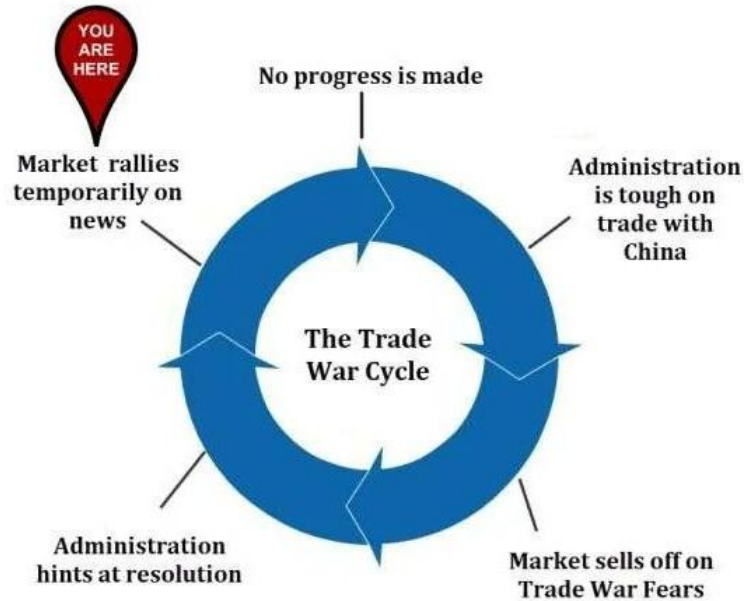 YOU
ARE
HERE
No progress is made
Market rallies
temporarily on
news
Administration
is tough on
trade with
China
The Trade
War Cycle
Administration
hints at resolution
Market sells off on
Trade War Fears